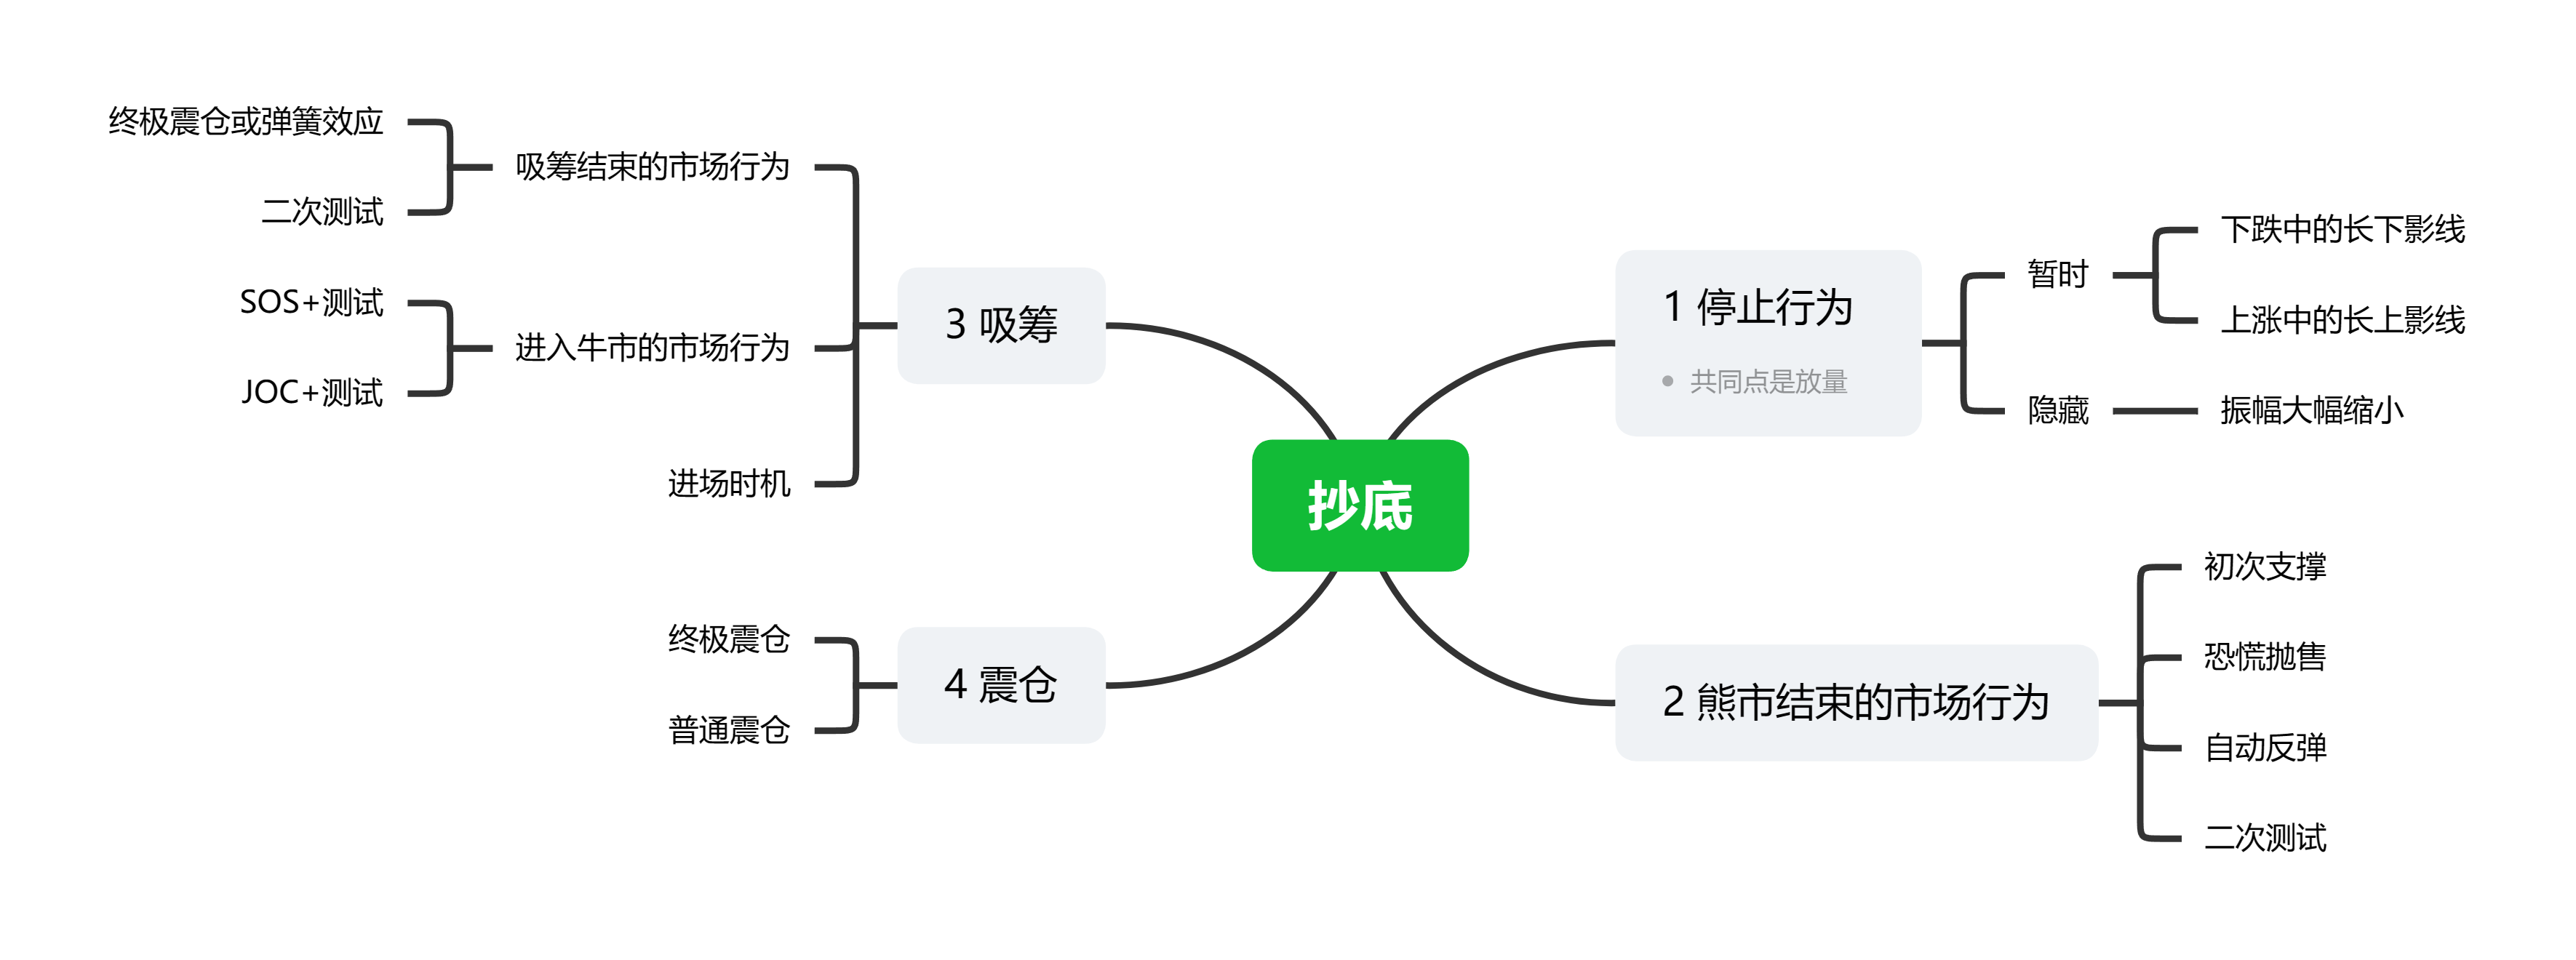 抄底
1 停止行为
共同点是放量
暂时
下跌中的长下影线
上涨中的长上影线
隐藏
振幅大幅缩小
2 熊市结束的市场行为
初次支撑
恐慌抛售
自动反弹
二次测试
3 吸筹
吸筹结束的市场行为
终极震仓或弹簧效应
二次测试
进入牛市的市场行为
SOS+测试
JOC+测试
进场时机
4 震仓
终极震仓
普通震仓